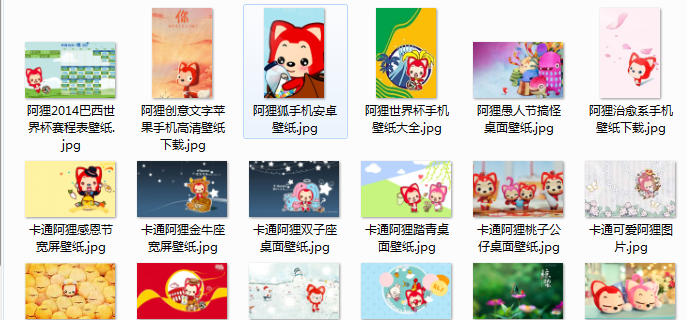 你
阿狸2014巴西世
界杯赛程表壁纸.
jpg
阿狸创意文字苹
果手机高清壁纸
下载.jpg
阿狸狐手机安卓
壁纸.jpg
阿狸世界杯手机
壁纸大全.jpg
阿狸愚人节搞怪
桌面壁纸.jpg
阿狸治愈系手机
壁纸下载.jpg
卡通阿狸感恩节
宽屏壁纸.jpg
卡通阿狸金牛座
宽屏壁纸.jpg
卡通阿狸双子座
桌面壁纸.jpg
卡通阿狸踏青桌
面壁纸.jpg
卡通阿狸桃子公
仔桌面壁纸.jpg
卡通可爱阿狸图
片.jpg